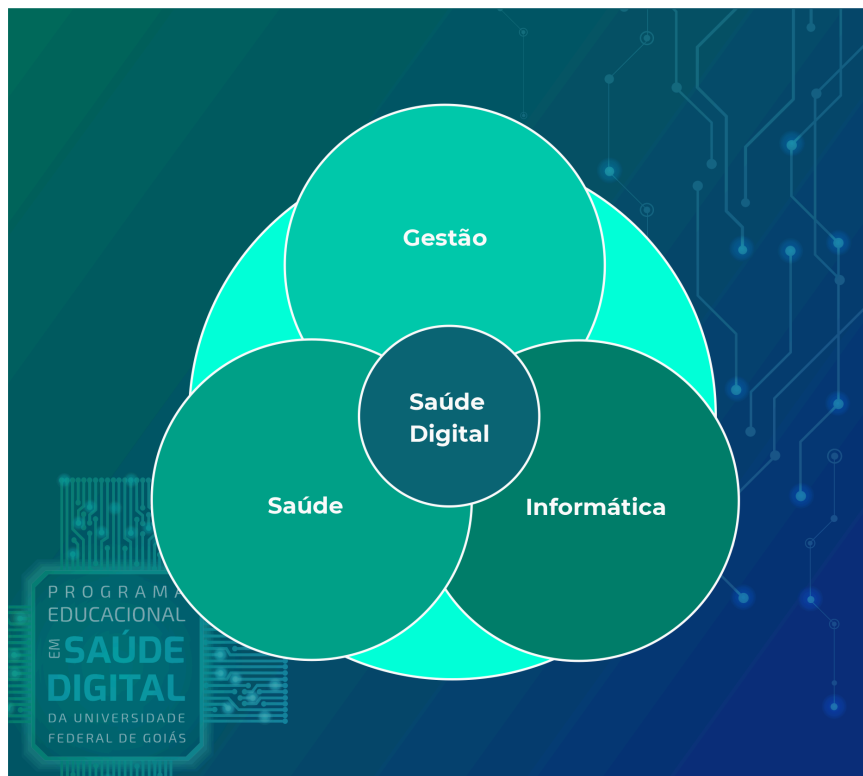 Gestão
Saúde
Digital
Saúde
Informática
PROGRAMA
EDUCACIONAL
EM SAÚDE
DIGITAL
DA UNIVERSIDADE
FEDERAL DE GOIÁS